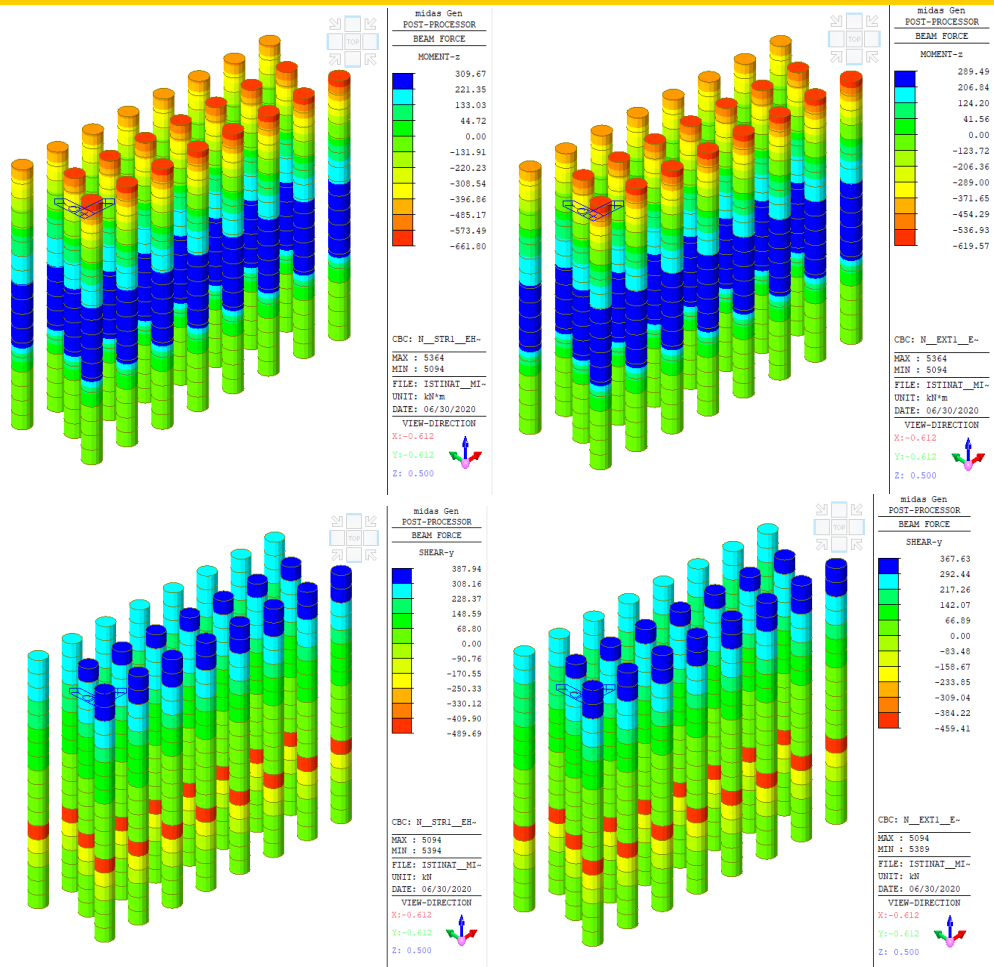 midas Gen
POST-PROCESSOR
BEAM FORCE
MOMENT-z
309.67
221.35
133.03
44.72
0.00
-131.91
-220.23
-308.54
-396.86
-485.17
-573.49
-661.80
CBC: N__STR1__EH~
MAX : 5364
MIN : 5094
FILE: ISTINAT__MI~
UNIT: kN*m
DATE: 06/30/2020
VIEW-DIRECTION
X:-0.612
Y:-0.612
Z: 0.500
TOP
midas Gen
POST-PROCESSOR
BEAM FORCE
MOMENT-z
289.49
206.84
124.20
41.56
0.00
-123.72
-206.36
-289.00
-371.65
-454.29
-536.93
-619.57
CBC: N__EXT1__E~
MAX : 5364
MIN : 5094
FILE: ISTINAT__MI~
UNIT: kN*m
DATE: 06/30/2020
VIEW-DIRECTION
X:-0.612
Y:-0.612
Z: 0.500
TOP
midas Gen
POST-PROCESSOR
BEAM FORCE
SHEAR-y
387.94
308.16
228.37
148.59
68.80
0.00
-90.76
-170.55
-250.33
-330.12
-409.90
-489.69
CBC: N__STR1__EH~
MAX : 5094
MIN : 5394
FILE: ISTINAT__MI~
UNIT: kN
DATE: 06/30/2020
VIEW-DIRECTION
X:-0.612
Y:-0.612
Z: 0.500
TOP
midas Gen
POST-PROCESSOR
BEAM FORCE
SHEAR-y
367.63
292.44
217.26
142.07
66.89
0.00
-83.48
-158.67
-233.85
-309.04
-384.22
-459.41
CBC: N__EXT1__E~
MAX : 5094
MIN : 5389
FILE: ISTINAT__MI~
UNIT: kN
DATE: 06/30/2020
VIEW-DIRECTION
X:-0.612
Y:-0.612
Z: 0.500
TOP